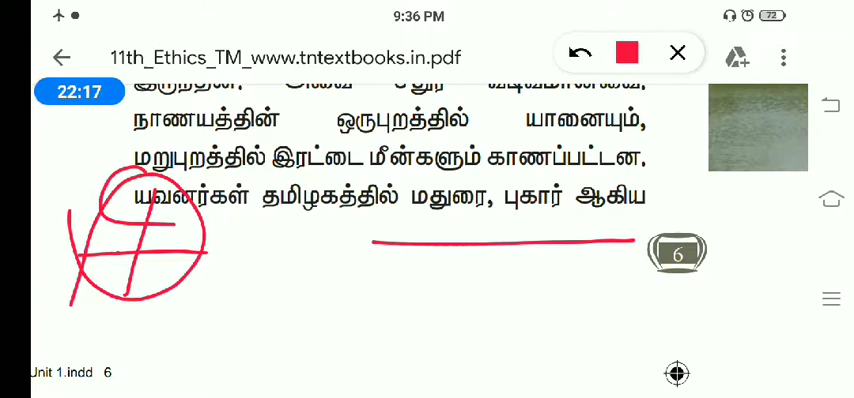 9:36 PM
72
11th_Ethics_TM_www.tntextbooks.in.pdf
22:17
நாணயத்தின் ஒருபுறத்தில் யானையும்,
மறுபுறத்தில் இரட்டை மீன்களும் காணப்பட்டன.
யவனர்கள் தமிழகத்தில் மதுரை, புகார் ஆகிய
6
Unit 1.indd 6